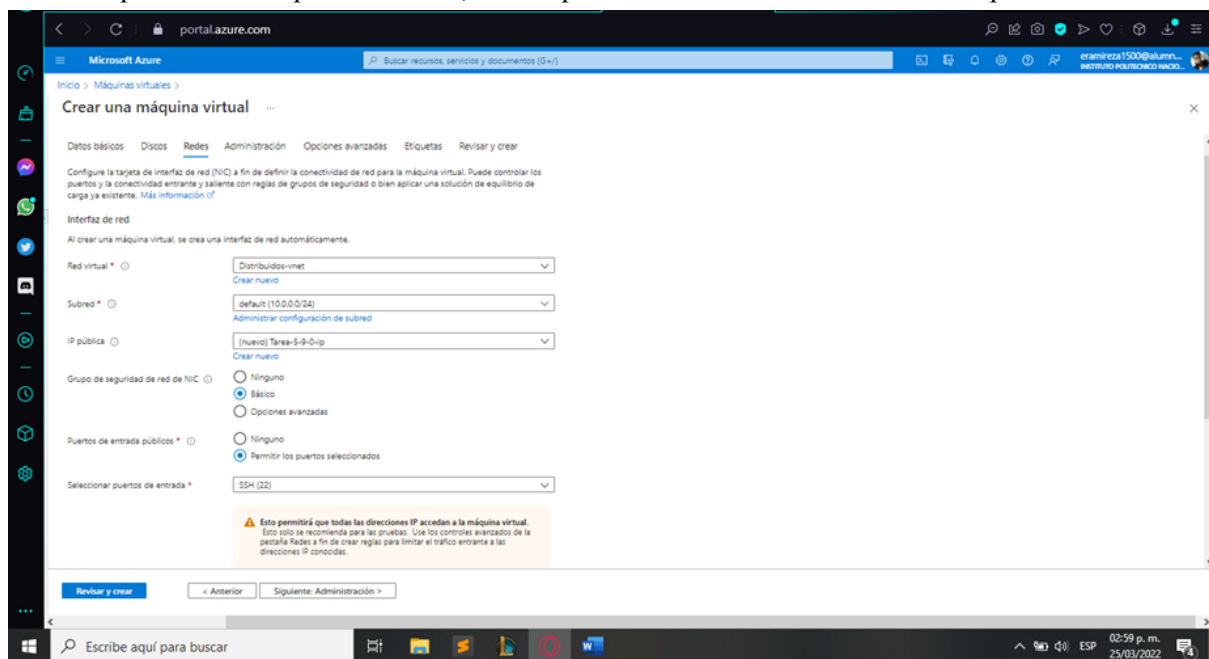 portal.azure.com
Microsoft Azure
Buscar recursos, servicios y documentos (G+/)
eramireza1500@alumn...
INSTITUTO POLITECNICO NACIO...
Inicio > Máquinas virtuales >
Crear una máquina virtual ...
Datos básicos Discos Redes Administración Opciones avanzadas Etiquetas Revisar y crear
Configure la tarjeta de interfaz de red (NIC) a fin de definir la conectividad de red para la máquina virtual. Puede controlar los
puertos y la conectividad entrante y saliente con reglas de grupos de seguridad o bien aplicar una solución de equilibrio de
carga ya existente. Más información
Interfaz de red
Al crear una máquina virtual, se crea una interfaz de red automáticamente.
Red virtual * Distribuidos-vnet
Crear nuevo
Subred * default (10.0.0.0/24)
Administrar configuración de subred
IP pública (nuevo) Tarea-5-9-0-ip
Crear nuevo
Grupo de seguridad de red de NIC Ninguno
Básico
Opciones avanzadas
Puertos de entrada públicos * Ninguno
Permitir los puertos seleccionados
Seleccionar puertos de entrada * SSH (22)
Esto permitirá que todas las direcciones IP accedan a la máquina virtual.
Esto solo se recomienda para las pruebas. Use los controles avanzados de la
pestaña Redes a fin de crear reglas para limitar el tráfico entrante a las
direcciones IP conocidas.
Revisar y crear < Anterior Siguiente: Administración >
Escribe aquí para buscar
ESP
02:59 p. m.
25/03/2022
4